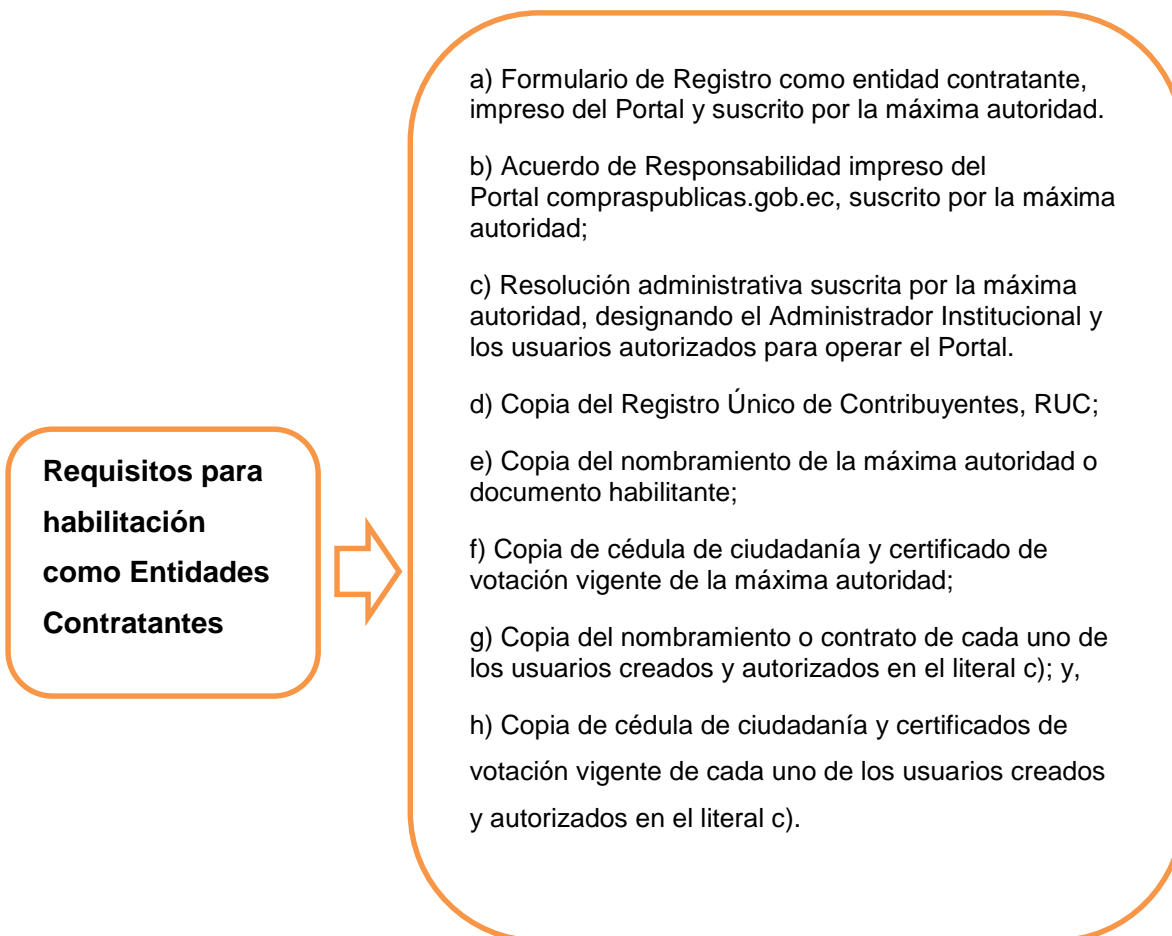 Requisitos para
habilitación
como Entidades
Contratantes
a) Formulario de Registro como entidad contratante,
impreso del Portal y suscrito por la máxima autoridad.
b) Acuerdo de Responsabilidad impreso del
Portal compraspublicas.gob.ec, suscrito por la máxima
autoridad;
c) Resolución administrativa suscrita por la máxima
autoridad, designando el Administrador Institucional y
los usuarios autorizados para operar el Portal.
d) Copia del Registro Único de Contribuyentes, RUC;
e) Copia del nombramiento de la máxima autoridad o
documento habilitante;
f) Copia de cédula de ciudadanía y certificado de
votación vigente de la máxima autoridad;
g) Copia del nombramiento o contrato de cada uno de
los usuarios creados y autorizados en el literal c); y,
h) Copia de cédula de ciudadanía y certificados de
votación vigente de cada uno de los usuarios creados
y autorizados en el literal c).